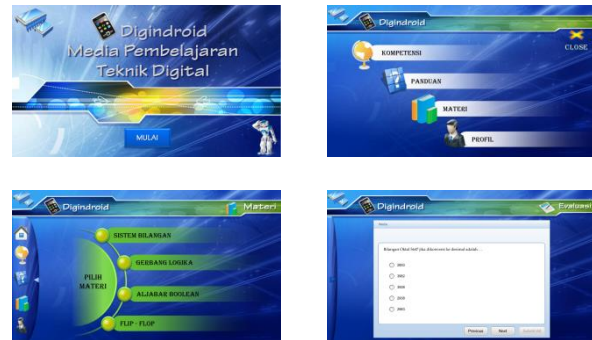 Digindroid
Media Pembelajaran
Teknik Digital
MULAI
Digindroid
CLOSE
KOMPETENSI
PANDUAN
MATERI
PROFIL
Digindroid
Materi
SISTEM BILANGAN
GERBANG LOGIKA
PILIH
MATERI
ALJABAR BOOLEAN
FLIP - FLOP
Digindroid
Evaluasi
Previous Next